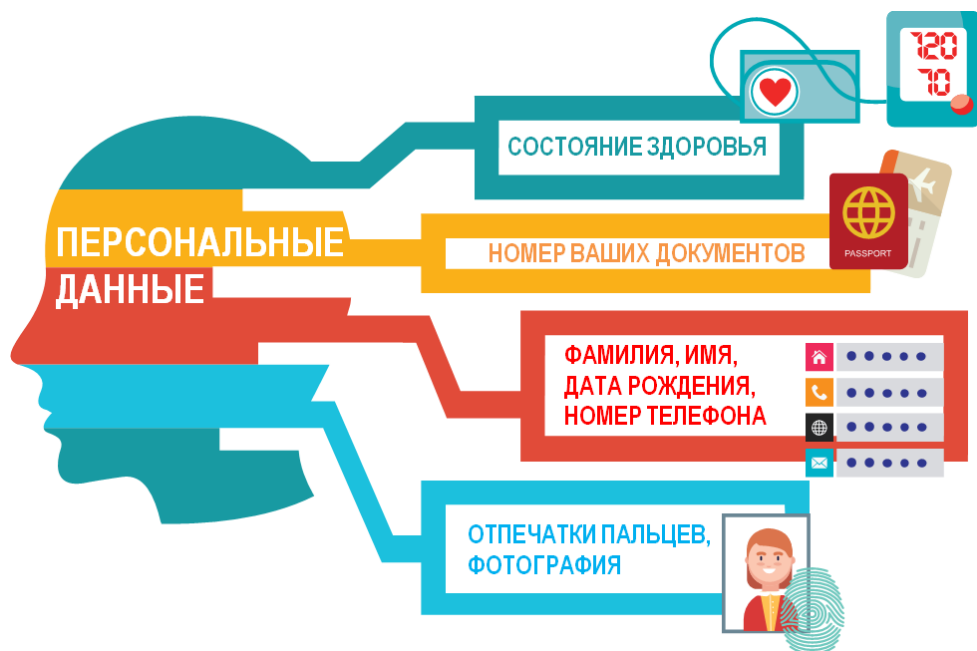 120
70
СОСТОЯНИЕ ЗДОРОВЬЯ
ПЕРСОНАЛЬНЫЕ
ДАННЫЕ
НОМЕР ВАШИХ ДОКУМЕНТОВ
PASSPORT
ФАМИЛИЯ, ИМЯ,
ДАТА РОЖДЕНИЯ,
НОМЕР ТЕЛЕФОНА
ОТПЕЧАТКИ ПАЛЬЦЕВ,
ФОТОГРАФИЯ